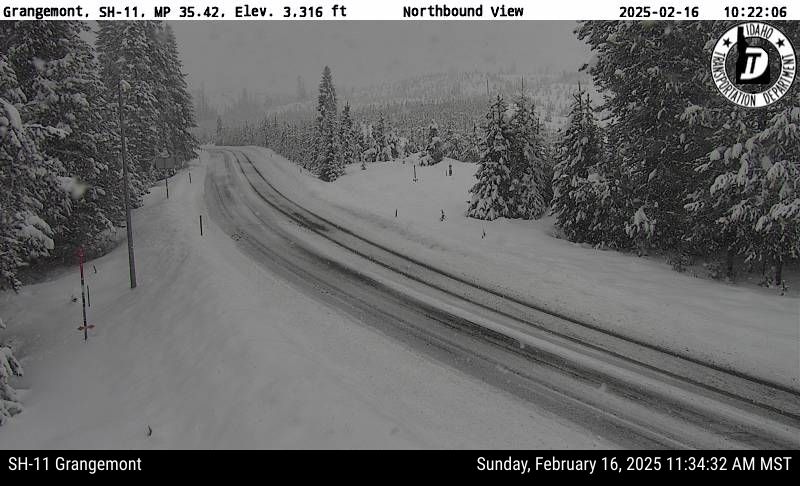 Grangemont, SH-11, MP 35.42, Elev. 3,316 ft Northbound View 2025-02-16 10:22:06
IDAHO
TRANSPORTATION DEPARTMENT
SH-11 Grangemont Sunday, February 16, 2025 11:34:32 AM MST